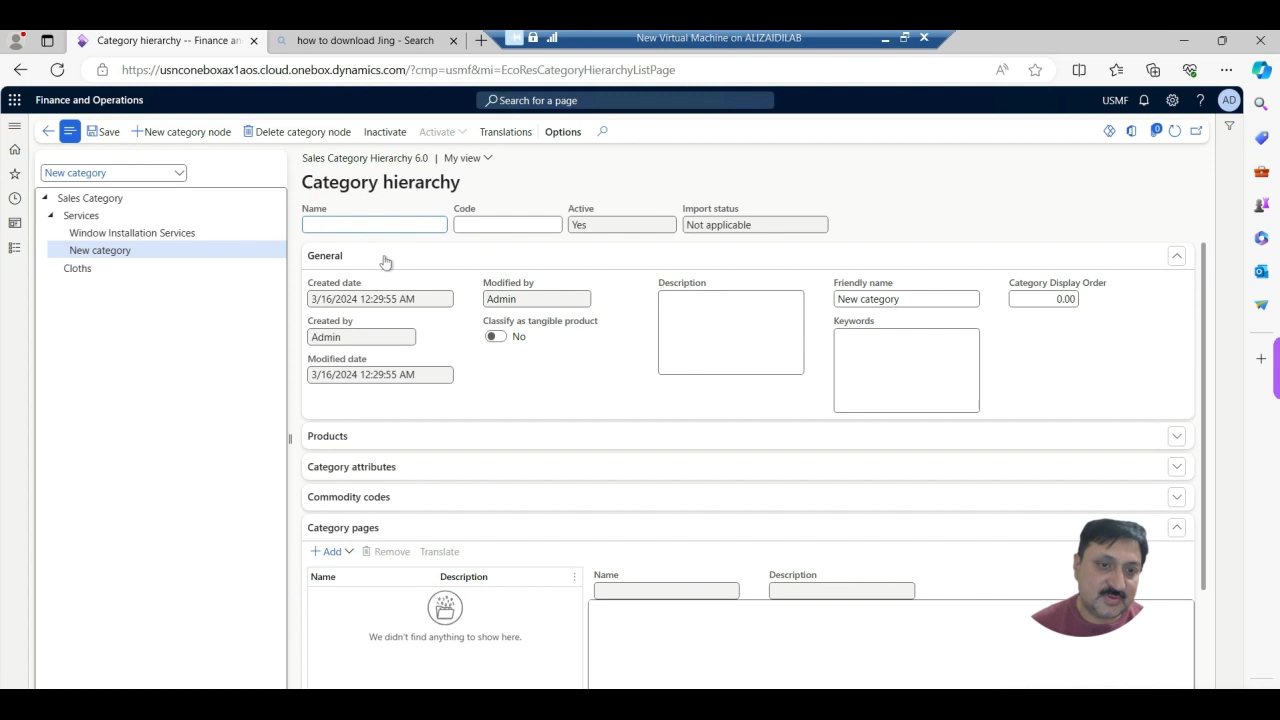 Category hierarchy -- Finance an
how to download Jing - Search
New Virtual Machine on ALIZAIDILAB
https://usnconeboxax1aos.cloud.onebox.dynamics.com/?cmp=usmf&mi=EcoResCategoryHierarchyListPage
Finance and Operations
Search for a page
USMF
AD
Save
New category node
Delete category node
Inactivate
Activate
Translations
Options
0
New category
Sales Category
Services
Window Installation Services
New category
Cloths
Sales Category Hierarchy 6.0 | My view
Category hierarchy
Name
Code
Active
Import status
Yes
Not applicable
General
Created date
Modified by
Description
Friendly name
Category Display Order
3/16/2024 12:29:55 AM
Admin
New category
0.00
Created by
Classify as tangible product
Keywords
Admin
No
Modified date
3/16/2024 12:29:55 AM
Products
Category attributes
Commodity codes
Category pages
Add
Remove
Translate
Name
Description
Name
Description
We didn't find anything to show here.